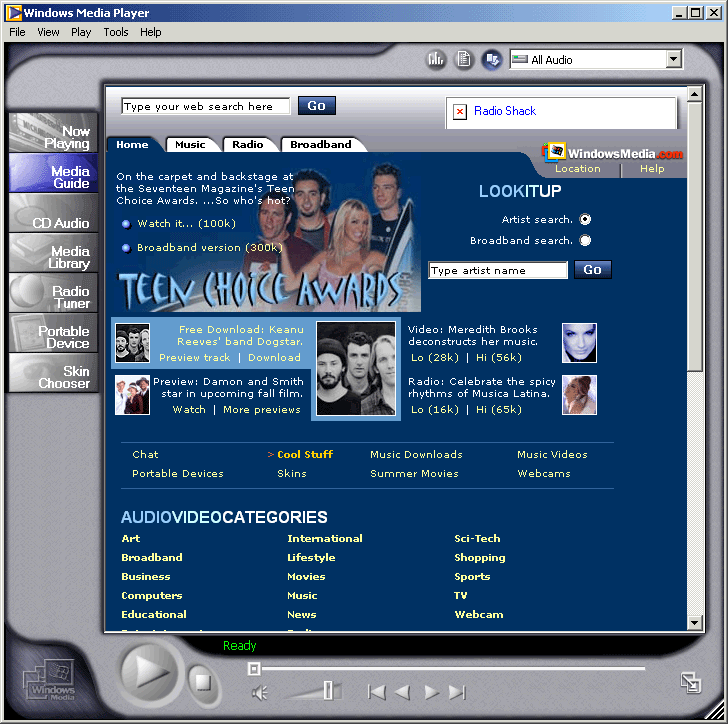 Windows Media Player
File View Play Tools Help
All Audio
Type your web search here
Go
Radio Shack
Now
Playing
Media
Guide
CD Audio
Media
Library
Radio
Tuner
Portable
Device
Skin
Chooser
Home Music Radio Broadband
WindowsMedia.com
Location | Help
On the carpet and backstage at
the Seventeen Magazine's Teen
Choice Awards. ...So who's hot?
Watch it... (100k)
Broadband version (300k)
TEEN CHOICE AWARDS
LOOKITUP
Artist search.
Broadband search.
Type artist name
Go
Free Download: Keanu
Reeves' band Dogstar.
Preview track | Download
Preview: Damon and Smith
star in upcoming fall film.
Watch | More previews
Video: Meredith Brooks
deconstructs her music.
Lo (28k) | Hi (56k)
Radio: Celebrate the spicy
rhythms of Musica Latina.
Lo (16k) | Hi (65k)
Chat > Cool Stuff Music Downloads Music Videos
Portable Devices Skins Summer Movies Webcams
AUDIOVIDEOCATEGORIES
Art International Sci-Tech
Broadband Lifestyle Shopping
Business Movies Sports
Computers Music TV
Educational News Webcam
Ready
Windows
Media